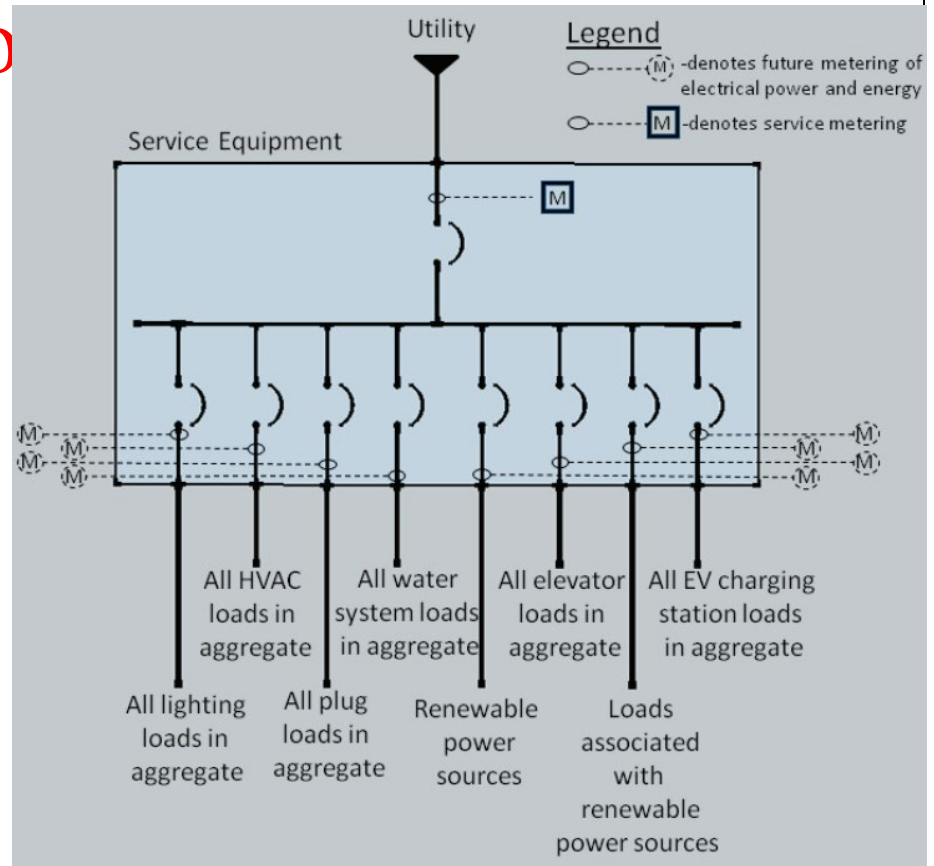 Utility
Legend
M -denotes future metering of
electrical power and energy
M -denotes service metering
Service Equipment
M
M
M
M
M
M
M
M
M
All HVAC
loads in
aggregate
All water
system loads
in aggregate
All elevator
loads in
aggregate
All EV charging
station loads
in aggregate
All lighting
loads in
aggregate
All plug
loads in
aggregate
Renewable
power
sources
Loads
associated
with
renewable
power sources